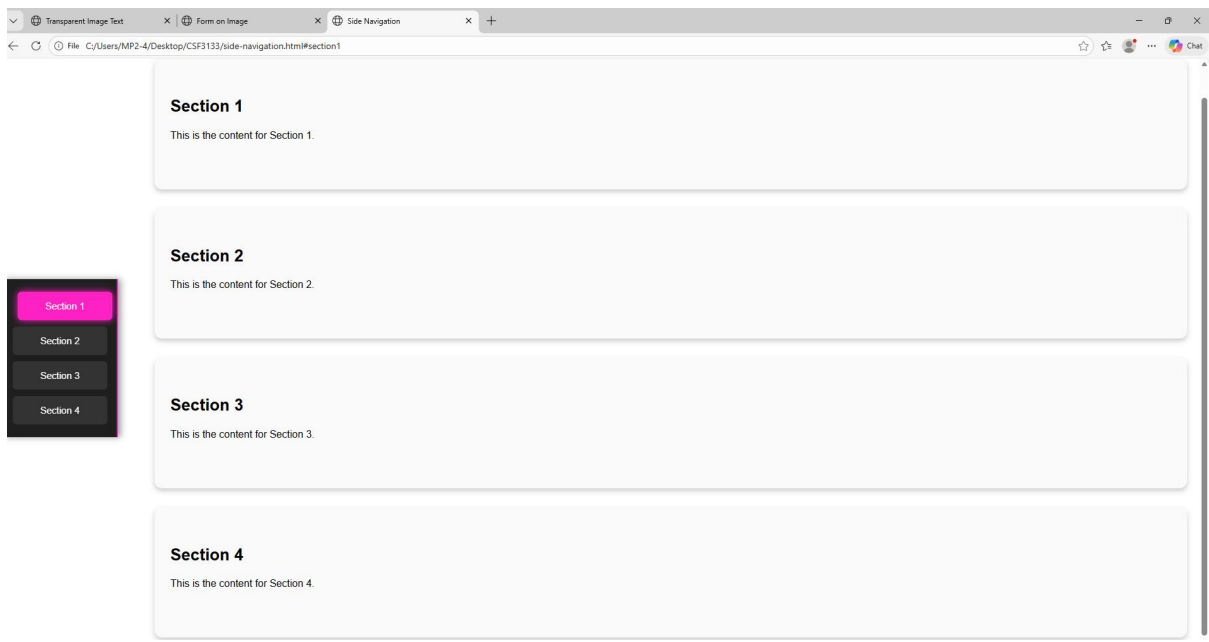 Transparent Image Text
Form on Image
Side Navigation
File C:/Users/MP2-4/Desktop/CSF3133/side-navigation.html#section1
Chat
Section 1
This is the content for Section 1.
Section 2
This is the content for Section 2.
Section 1
Section 2
Section 3
Section 4
Section 3
This is the content for Section 3.
Section 4
This is the content for Section 4.